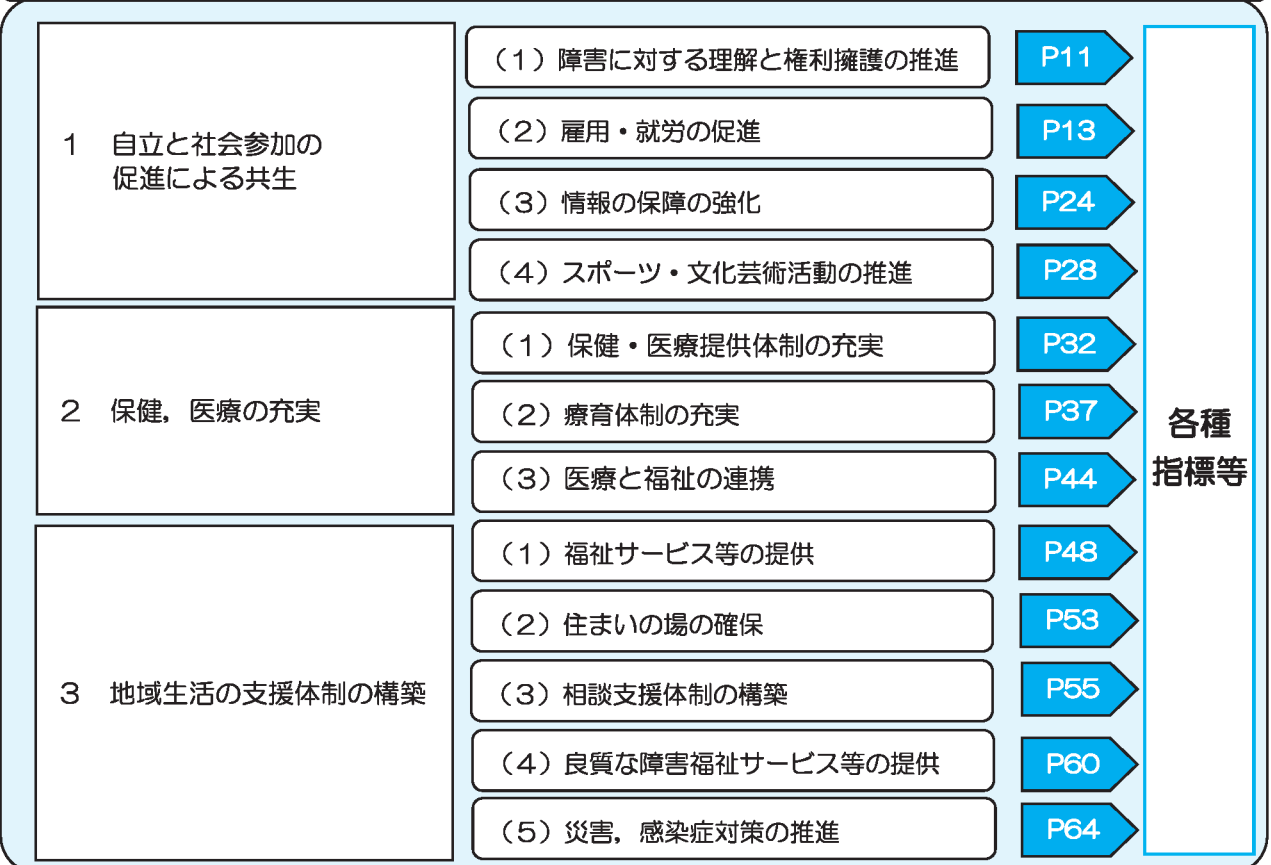 1 自立と社会参加の
促進による共生
(1)障害に対する理解と権利擁護の推進
P11
(2)雇用・就労の促進
P13
(3)情報の保障の強化
P24
(4)スポーツ・文化芸術活動の推進
P28
2 保健,医療の充実
(1)保健・医療提供体制の充実
P32
(2)療育体制の充実
P37
(3)医療と福祉の連携
P44
3 地域生活の支援体制の構築
(1)福祉サービス等の提供
P48
(2)住まいの場の確保
P53
(3)相談支援体制の構築
P55
(4)良質な障害福祉サービス等の提供
P60
(5)災害,感染症対策の推進
P64
各種
指標等